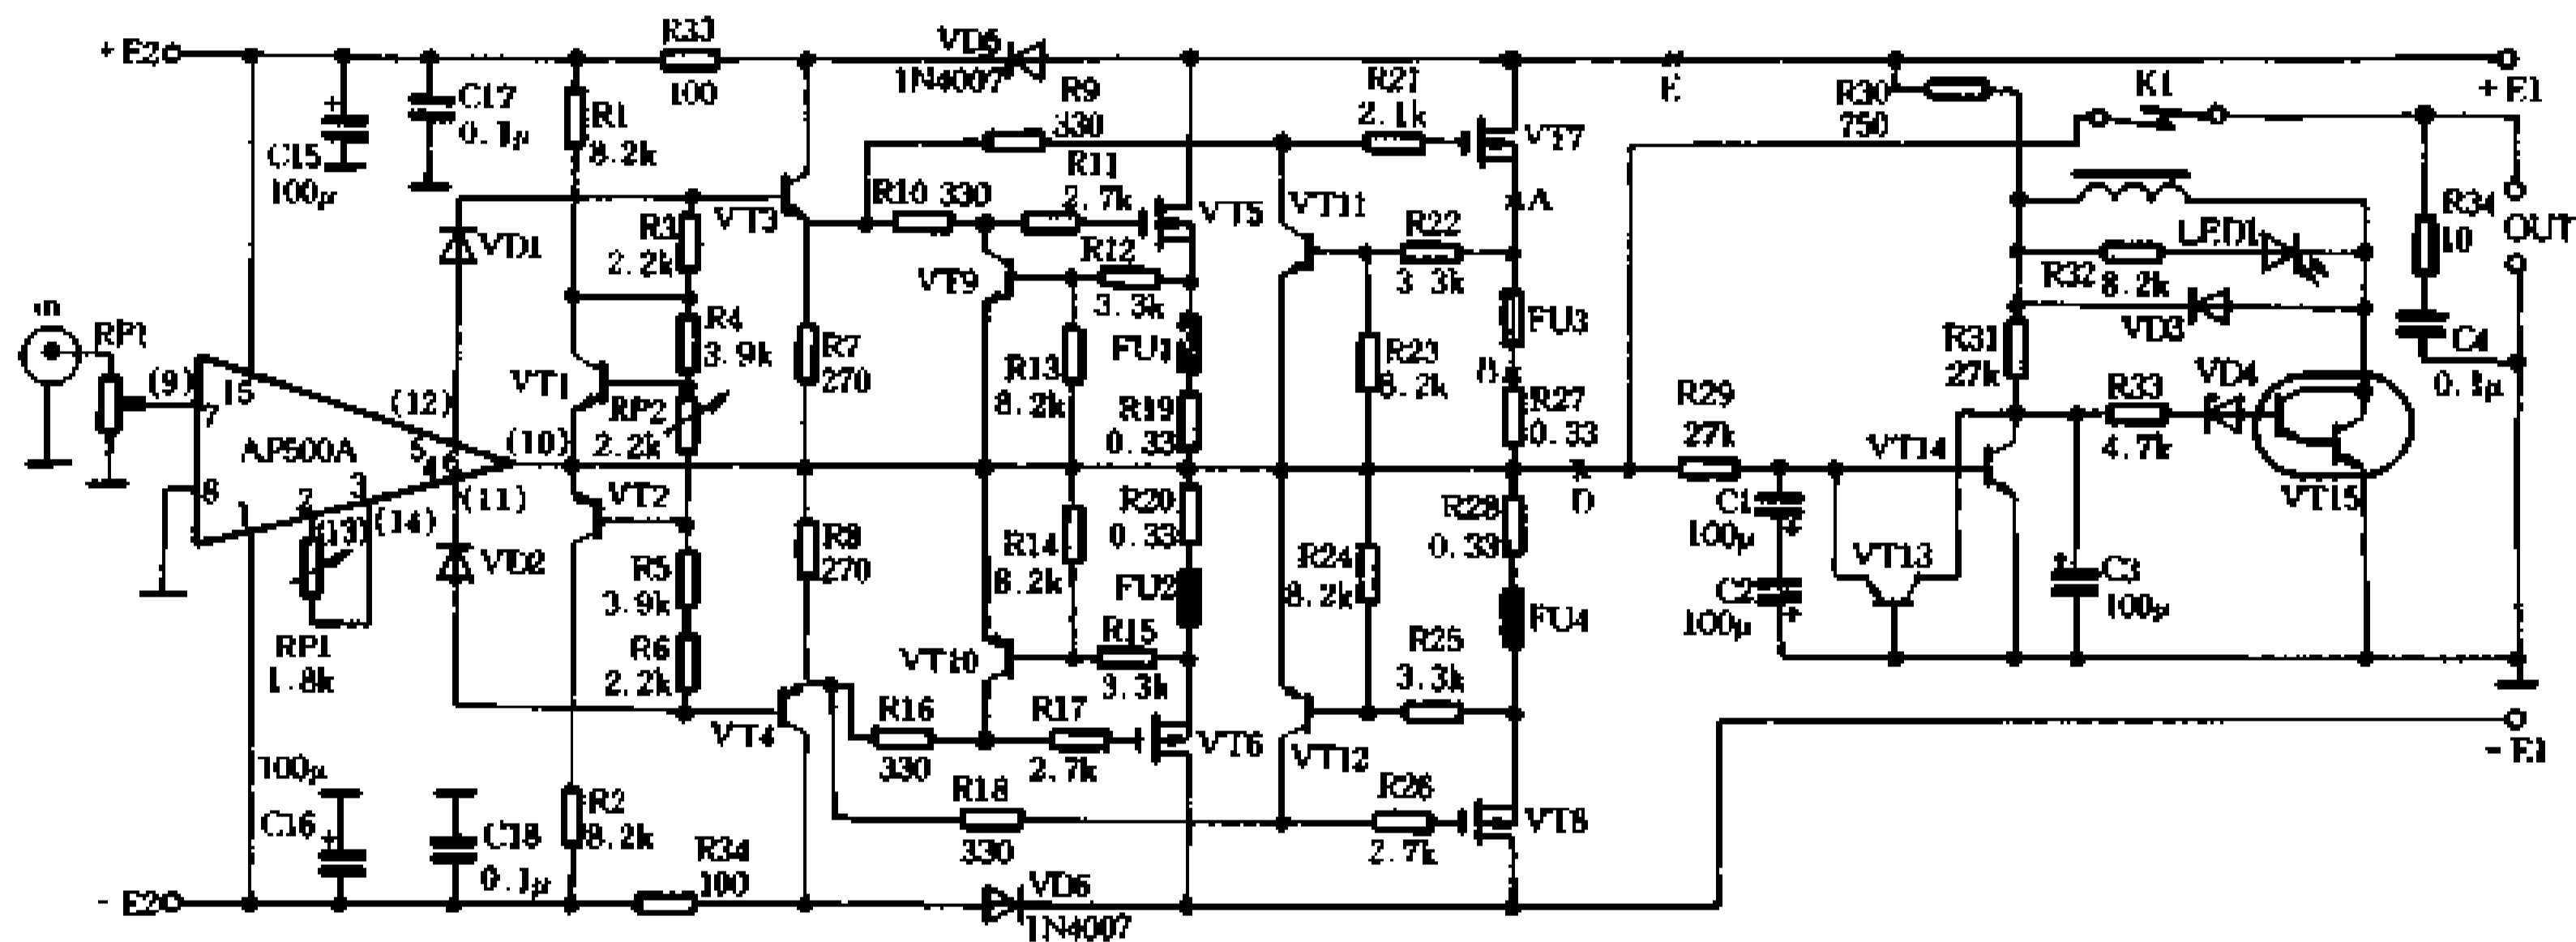 + E2
R33
100
VD6
1N4007
E
+ E1
C15
100μ
C17
0.1μ
R1
8.2k
R9
330
R21
2.1k
VT7
R30
750
K1
VD1
R3
2.2k
VT3
R10 330
R11
2.7k
VT5
VT11
A
R22
3.3k
R34
10
OUT
LED1
R32 8.2k
VD3
C4
0.1μ
in
RP1
(9)
15
7
AP500A
8
1
2
3
5
4
6
(12)
(10)
(11)
(13)
(14)
RP1
1.8k
VT1
R4
3.9k
RP2
2.2k
VT2
VD2
R5
3.9k
R6
2.2k
R7
270
R8
270
VT9
R12
3.3k
R13
8.2k
FU1
R19
0.33
R20
0.33
FU2
R14
8.2k
VT10
R15
3.3k
R23
8.2k
R24
8.2k
FU3
B
R27
0.33
D
R28
0.33
FU4
R25
3.3k
R29
27k
C1
100μ
C2
100μ
VT13
VT14
R31
27k
R33
4.7k
VD4
VT15
C3
100μ
VT4
R16
330
R17
2.7k
VT6
VT12
R18
330
R26
2.7k
VT8
- E1
100μ
C16
C18
0.1μ
R2
8.2k
R34
100
VD6
1N4007
- E2